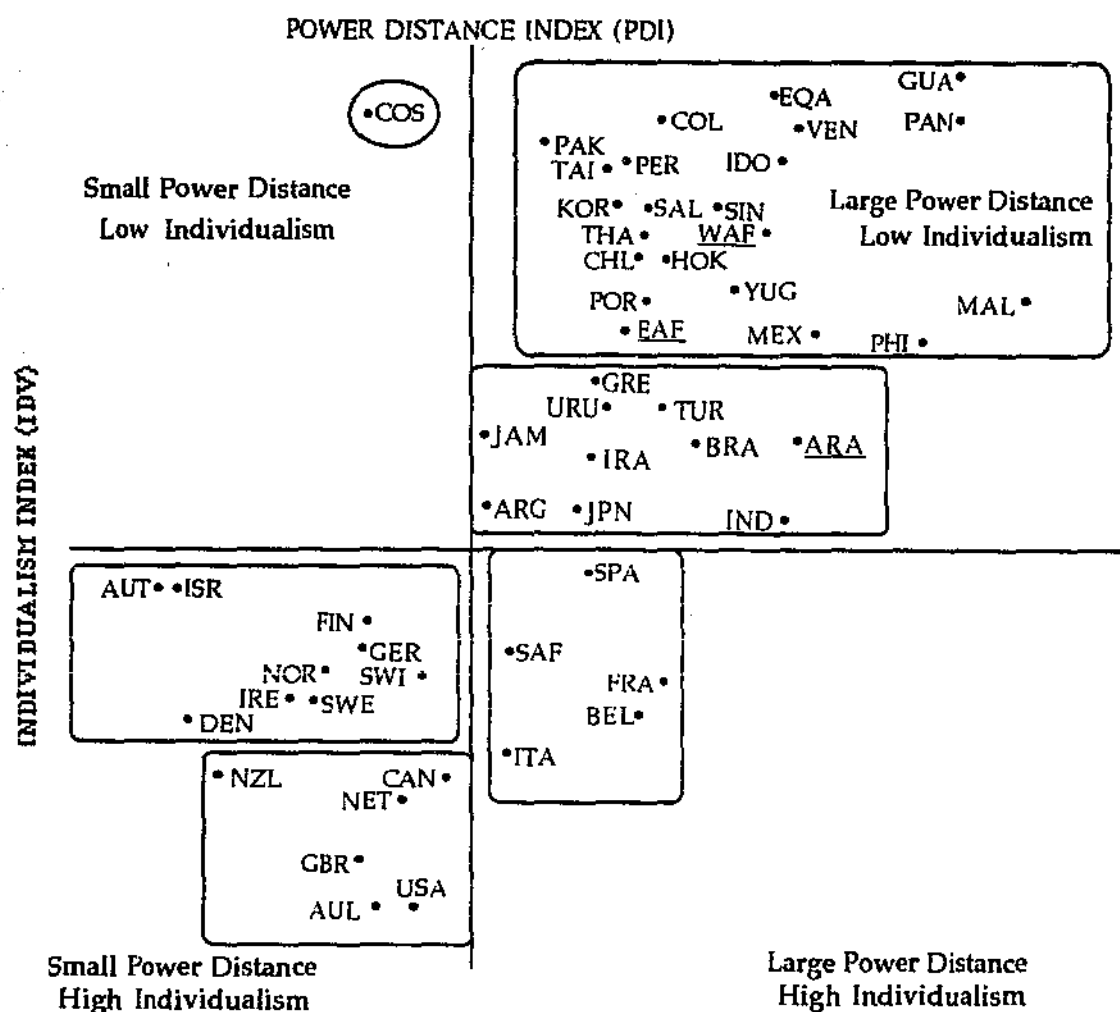 POWER DISTANCE INDEX (PDI)
GUA
EQA
COS
COL
VEN
PAN
PAK
TAI
PER
IDO
Small Power Distance
Low Individualism
KOR
SAL
SIN
Large Power Distance
Low Individualism
THA
WAF
CHL
HOK
YUG
POR
MAL
EAF
MEX
PHI
GRE
URU
TUR
JAM
IRA
BRA
ARA
ARG
JPN
IND
INDIVIDUALISM INDEX (IDV)
AUT
ISR
SPA
FIN
GER
SAF
NOR
SWI
FRA
IRE
SWE
BEL
DEN
ITA
NZL
CAN
NET
GBR
USA
AUL
Small Power Distance
High Individualism
Large Power Distance
High Individualism